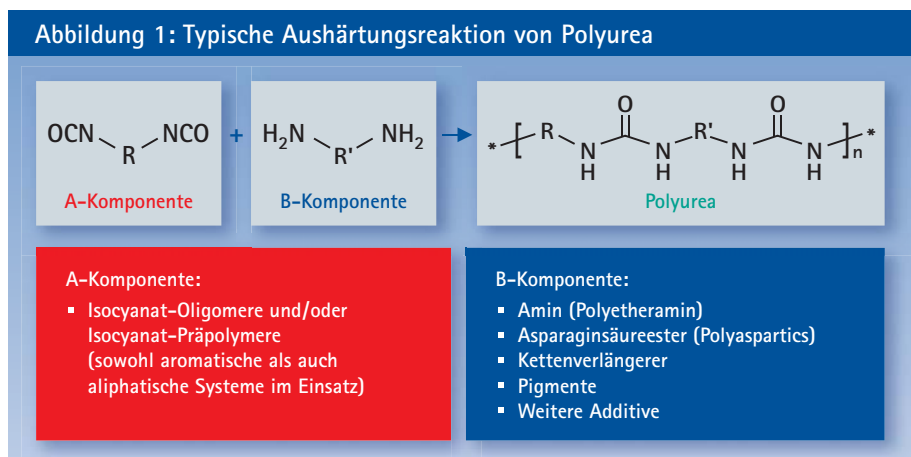 Abbildung 1: Typische Aushärtungsreaktion von Polyurea
OCN R NCO + H₂N R' NH₂ → * [ R N H O N H R' N H O N H ]n *
A-Komponente
B-Komponente
Polyurea
A-Komponente:
▪ Isocyanat-Oligomere und/oder
Isocyanat-Präpolymere
(sowohl aromatische als auch
aliphatische Systeme im Einsatz)
B-Komponente:
▪ Amin (Polyetheramin)
▪ Asparaginsäureester (Polyaspartics)
▪ Kettenverlängerer
▪ Pigmente
▪ Weitere Additive